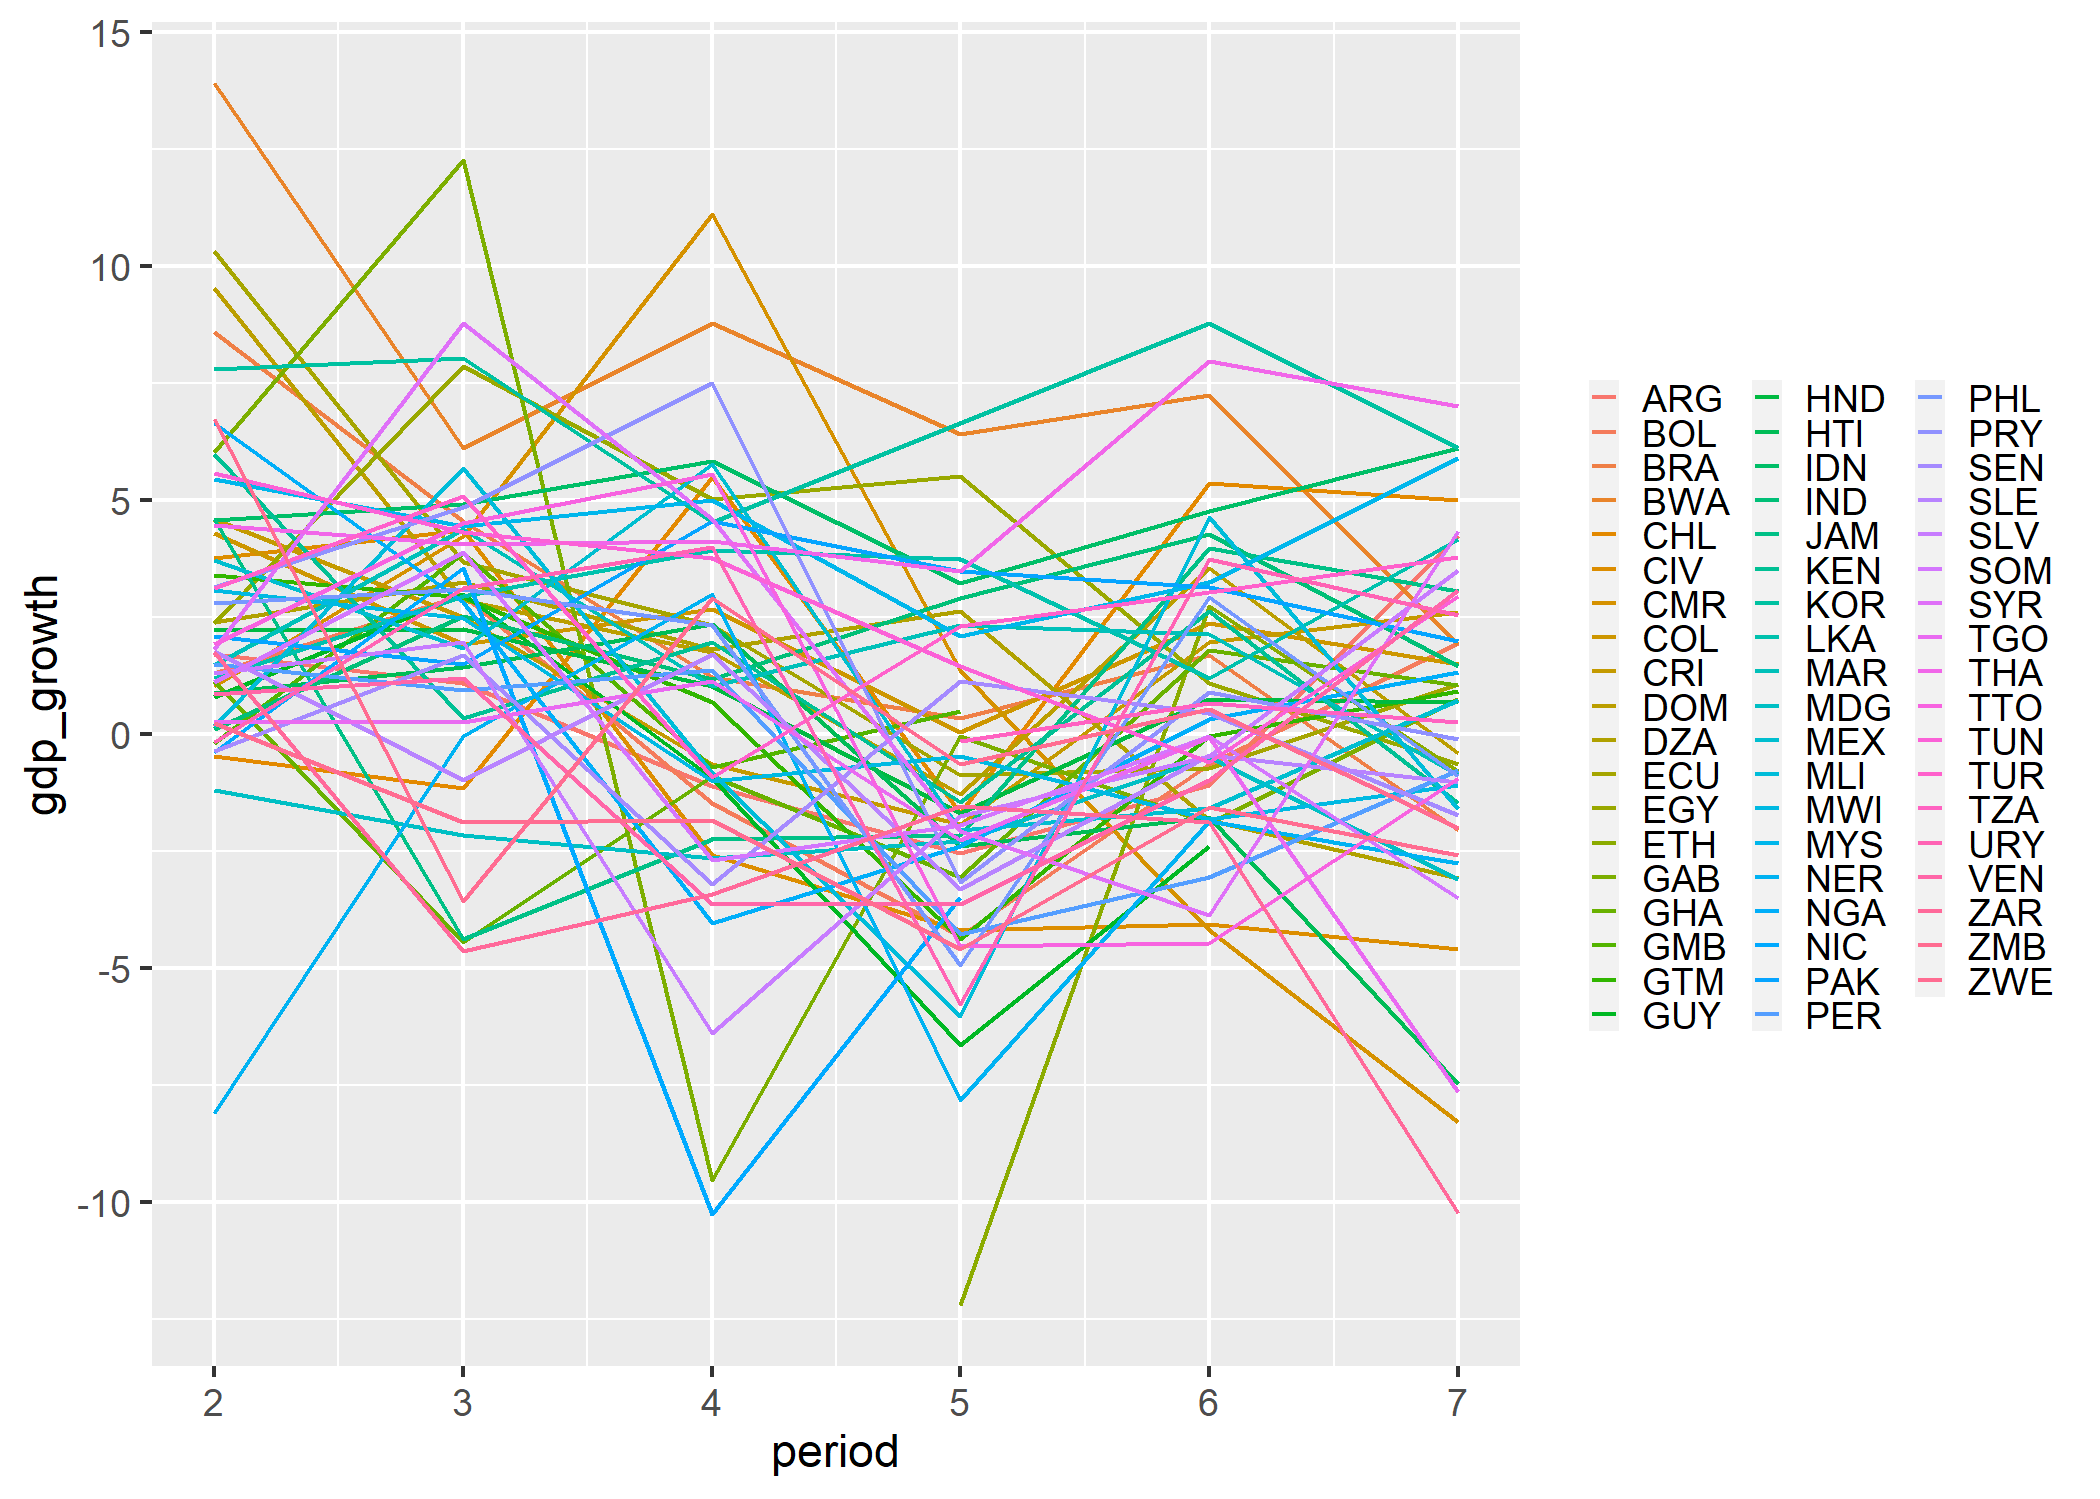 15
10
5
0
-5
-10
gdp_growth
2 3 4 5 6 7
period
ARG HND PHL
BOL HTI PRY
BRA IDN SEN
BWA IND SLE
CHL JAM SLV
CIV KEN SOM
CMR KOR SYR
COL LKA TGO
CRI MAR THA
DOM MDG TTO
DZA MEX TUN
ECU MLI TUR
EGY MWI TZA
ETH MYS URY
GAB NER VEN
GHA NGA ZAR
GMB NIC ZMB
GTM PAK ZWE
GUY PER